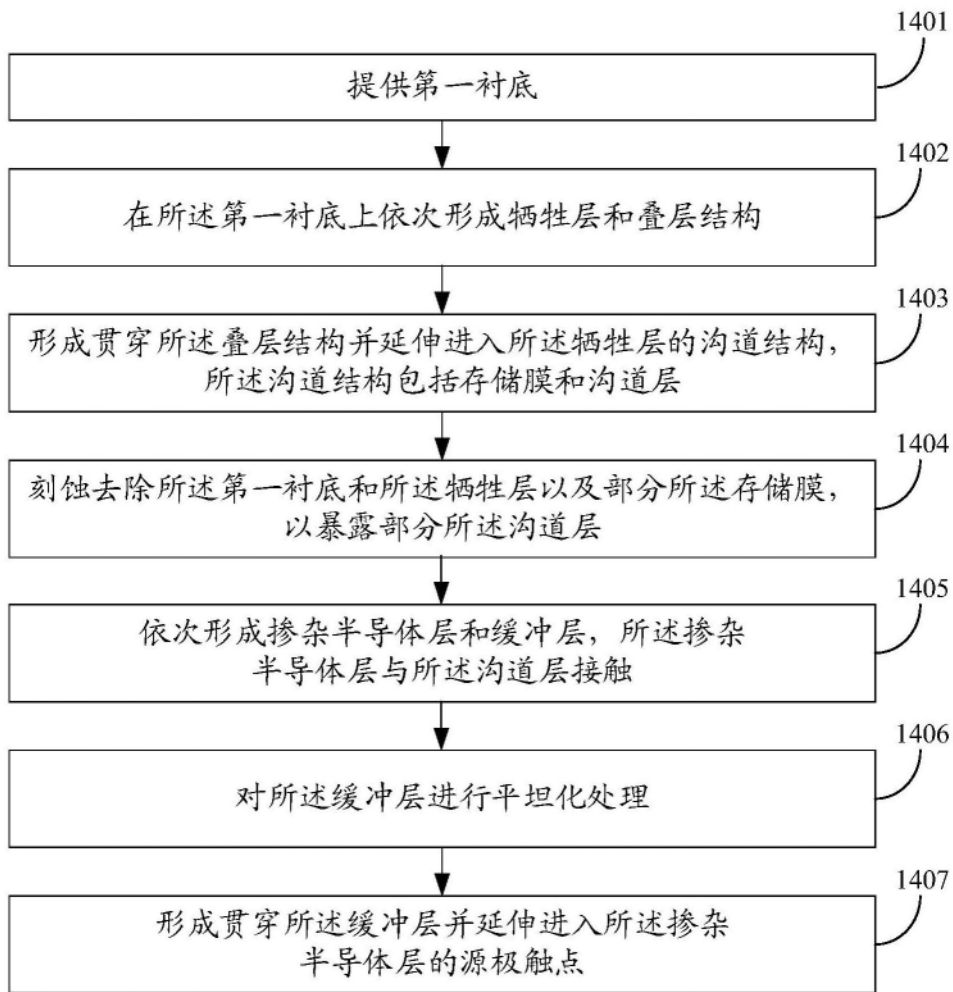 1401
提供第一衬底
1402
在所述第一衬底上依次形成牺牲层和叠层结构
1403
形成贯穿所述叠层结构并延伸进入所述牺牲层的沟道结构，
所述沟道结构包括存储膜和沟道层
1404
刻蚀去除所述第一衬底和所述牺牲层以及部分所述存储膜，
以暴露部分所述沟道层
1405
依次形成掺杂半导体层和缓冲层，所述掺杂
半导体层与所述沟道层接触
1406
对所述缓冲层进行平坦化处理
1407
形成贯穿所述缓冲层并延伸进入所述掺杂
半导体层的源极触点